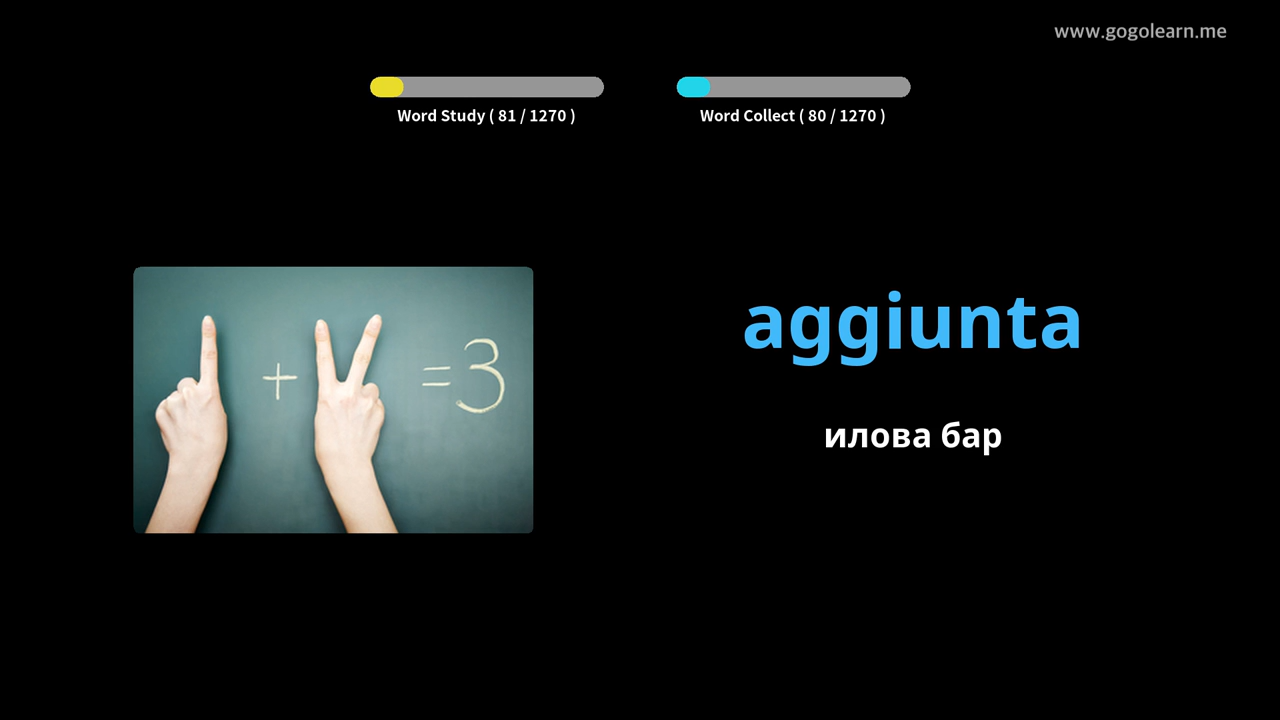 www.gogolearn.me
Word Study ( 81 / 1270 )
Word Collect ( 80 / 1270 )
+ = 3
aggiunta
илова бар